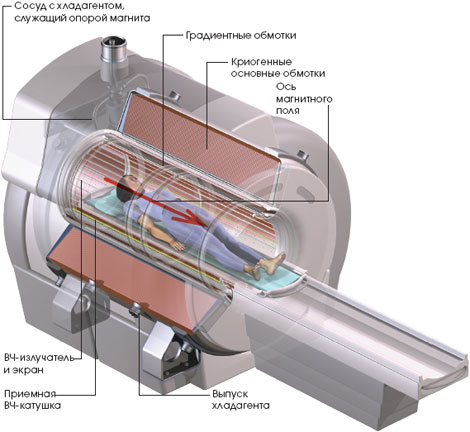 Сосуд с хладагентом,
служащий опорой магнита
Градиентные обмотки
Криогенные
основные обмотки
Ось
магнитного
поля
ВЧ-излучатель
и экран
Приемная
ВЧ-катушка
Выпуск
хладагента